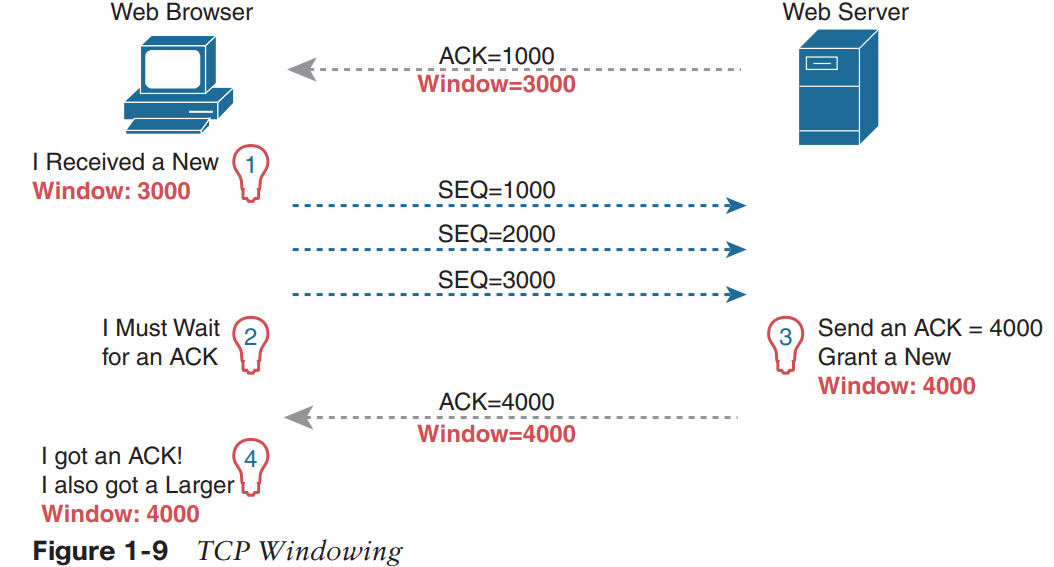 Web Browser
Web Server
ACK=1000
Window=3000
I Received a New
Window: 3000
1
SEQ=1000
SEQ=2000
SEQ=3000
I Must Wait
for an ACK
2
3
Send an ACK = 4000
Grant a New
Window: 4000
ACK=4000
Window=4000
I got an ACK!
I also got a Larger
Window: 4000
4
Figure 1-9 TCP Windowing